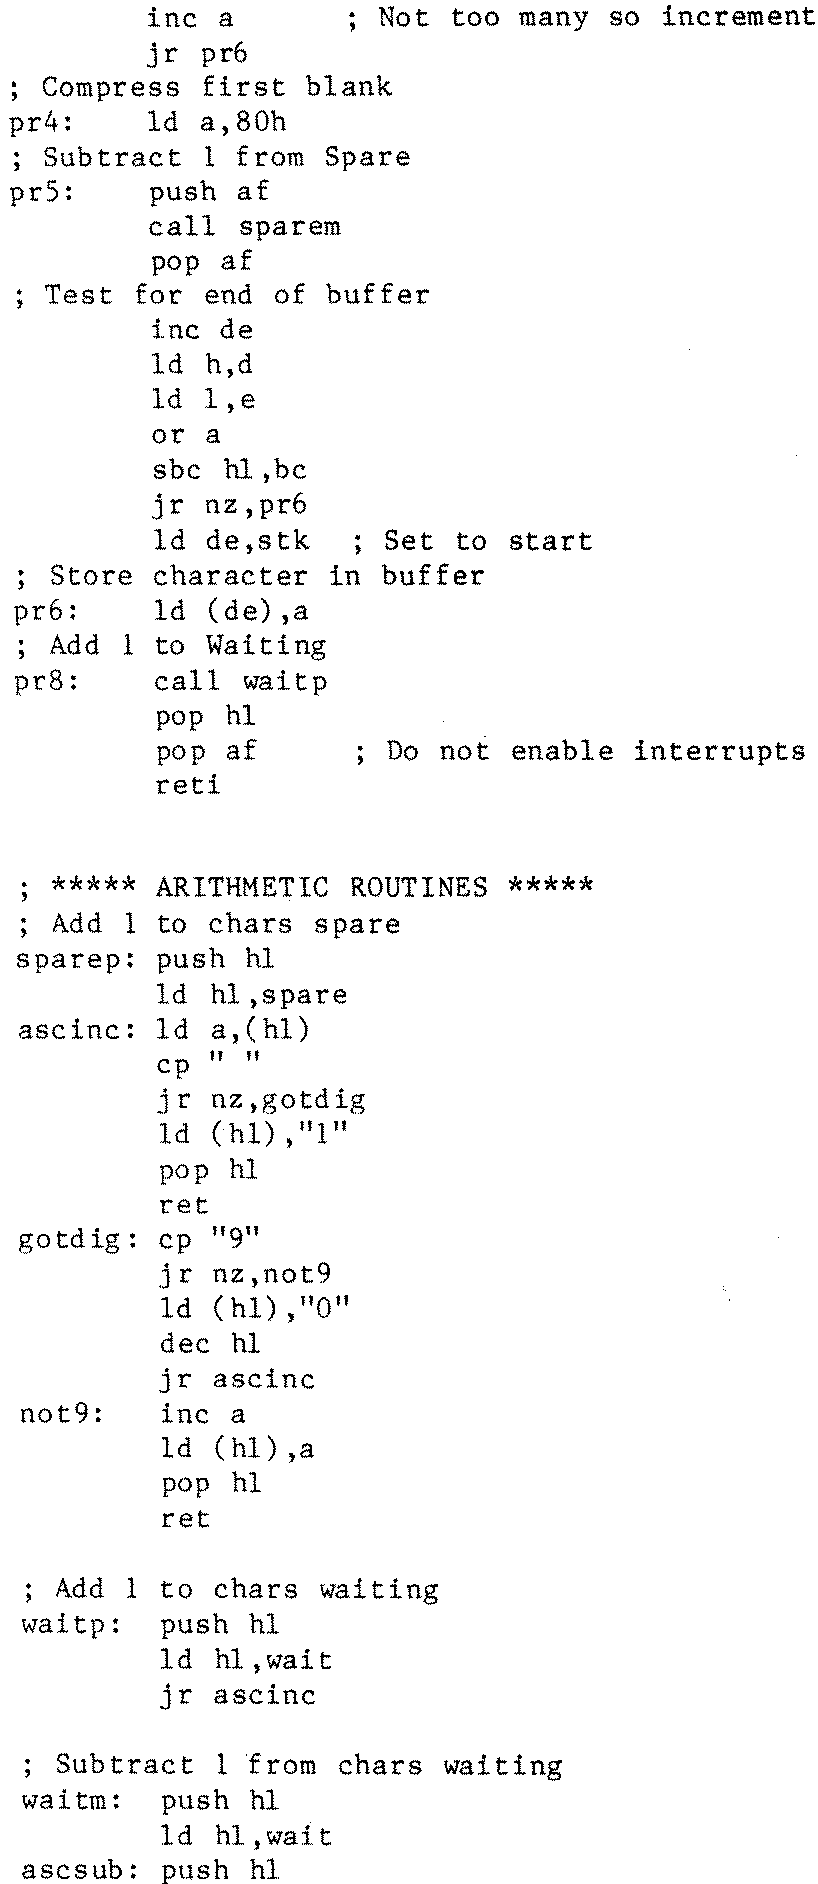 inc a       ; Not too many so increment
        jr pr6
; Compress first blank
pr4:    ld a,80h
; Subtract 1 from Spare
pr5:    push af
        call sparem
        pop af
; Test for end of buffer
        inc de
        ld h,d
        ld l,e
        or a
        sbc hl,bc
        jr nz,pr6
        ld de,stk   ; Set to start
; Store character in buffer
pr6:    ld (de),a
; Add 1 to Waiting
pr8:    call waitp
        pop hl
        pop af      ; Do not enable interrupts
        reti
; ***** ARITHMETIC ROUTINES *****
; Add 1 to chars spare
sparep: push hl
        ld hl,spare
ascinc: ld a,(hl)
        cp " "
        jr nz,gotdig
        ld (hl),"1"
        pop hl
        ret
gotdig: cp "9"
        jr nz,not9
        ld (hl),"0"
        dec hl
        jr ascinc
not9:   inc a
        ld (hl),a
        pop hl
        ret
; Add 1 to chars waiting
waitp:  push hl
        ld hl,wait
        jr ascinc
; Subtract 1 from chars waiting
waitm:  push hl
        ld hl,wait
ascsub: push hl